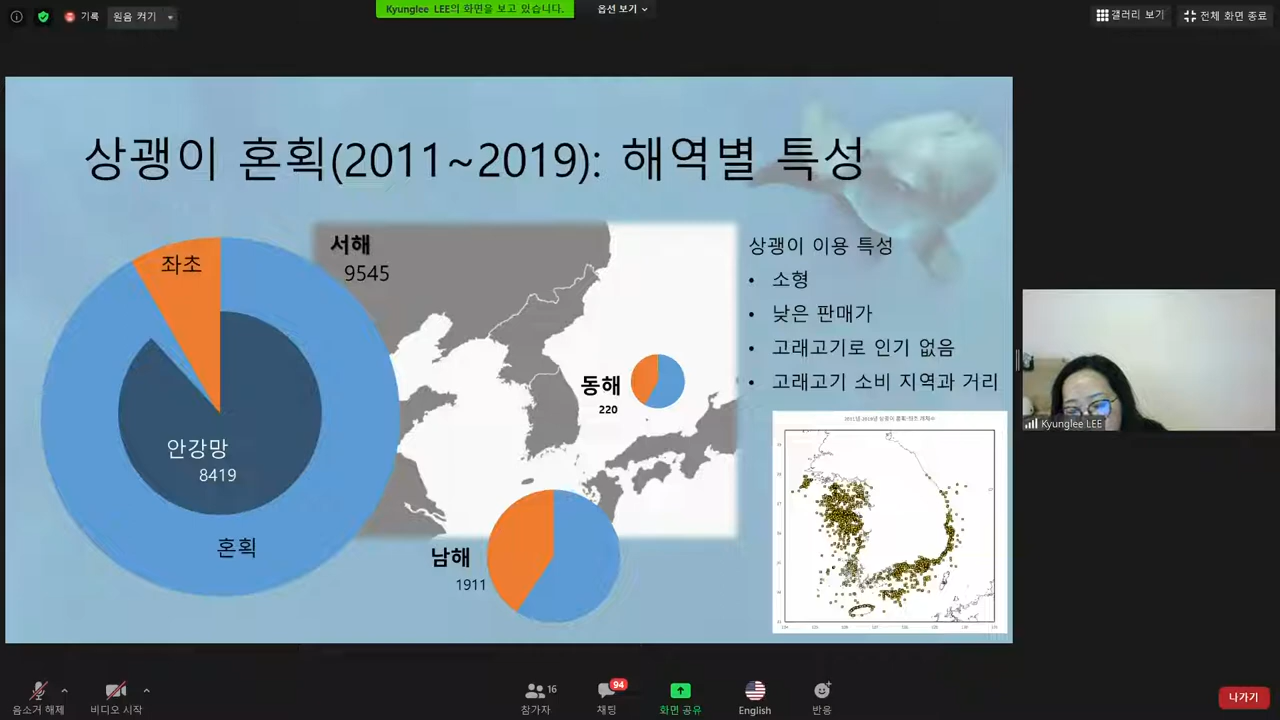 기록
원음 켜기
Kyunglee LEE의 화면을 보고 있습니다.
옵션 보기
갤러리 보기
전체 화면 종료
상괭이 혼획(2011~2019): 해역별 특성
좌초
안강망
8419
혼획
서해
9545
동해
220
남해
1911
상괭이 이용 특성
• 소형
• 낮은 판매가
• 고래고기로 인기 없음
• 고래고기 소비 지역과 거리
Kyunglee LEE
음소거 해제
비디오 시작
16
참가자
94
채팅
화면 공유
English
반응
나가기